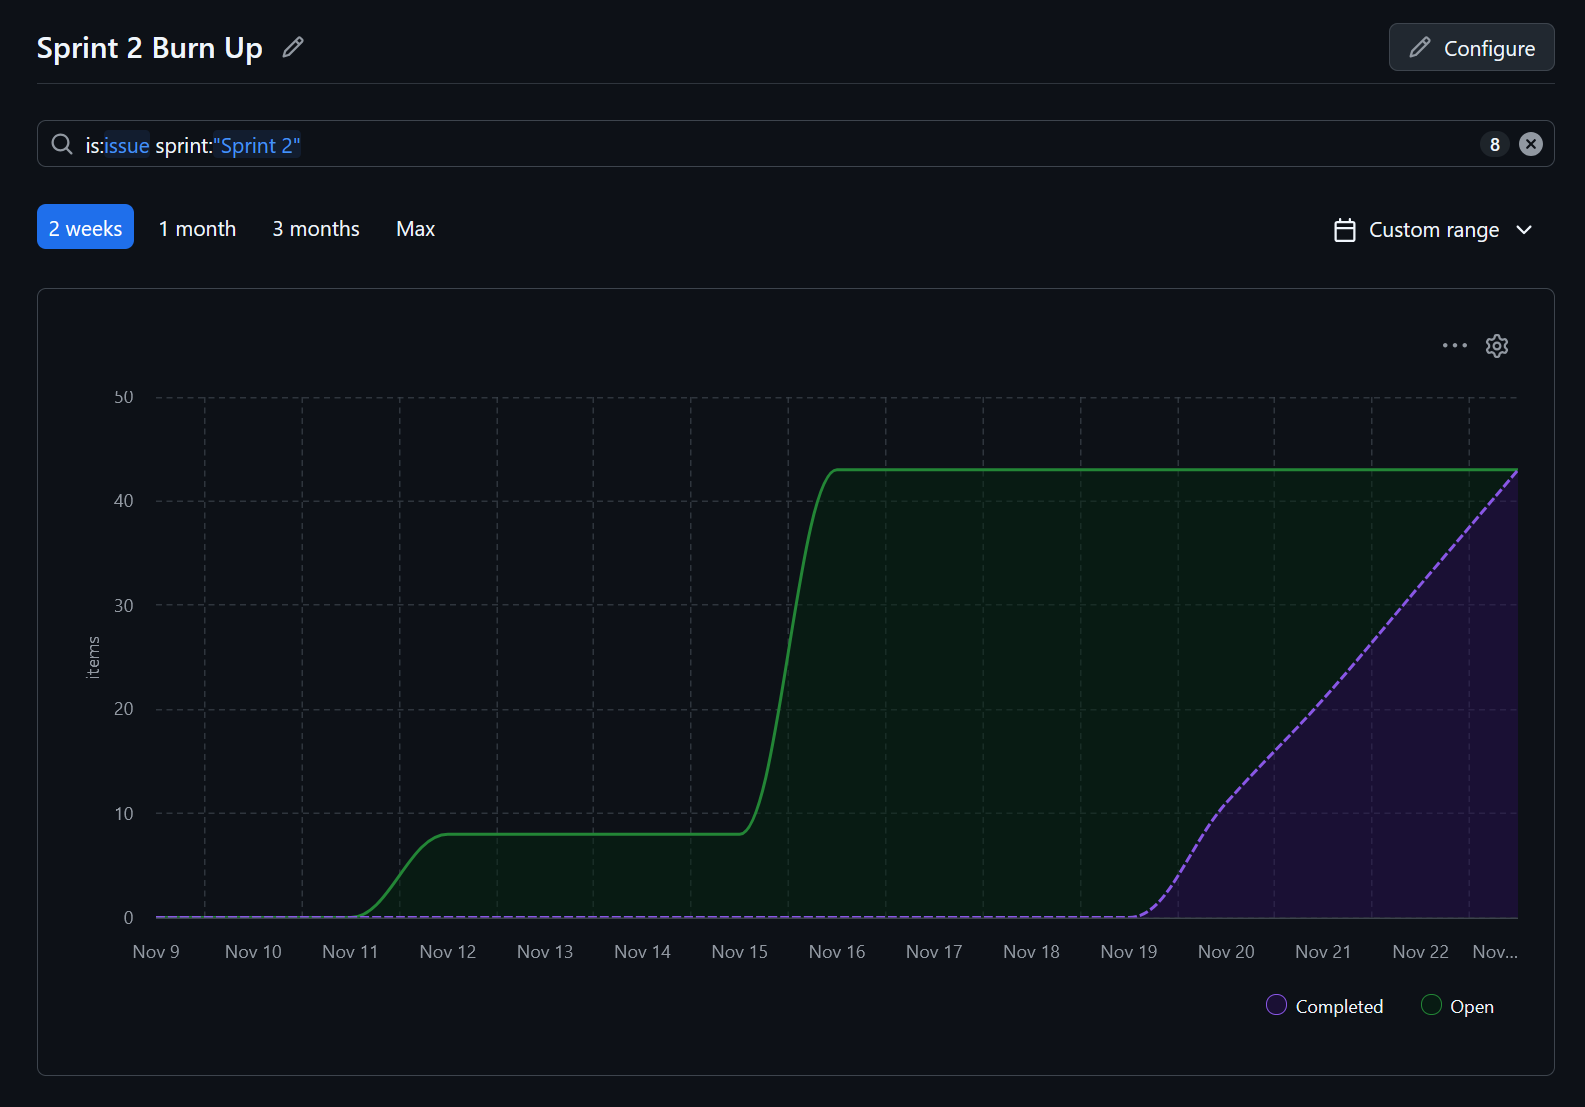 Sprint 2 Burn Up
Configure
is:issue sprint:"Sprint 2"
8
2 weeks 1 month 3 months Max
Custom range
50
40
30
20
10
0
items
Nov 9 Nov 10 Nov 11 Nov 12 Nov 13 Nov 14 Nov 15 Nov 16 Nov 17 Nov 18 Nov 19 Nov 20 Nov 21 Nov 22 Nov...
Completed Open